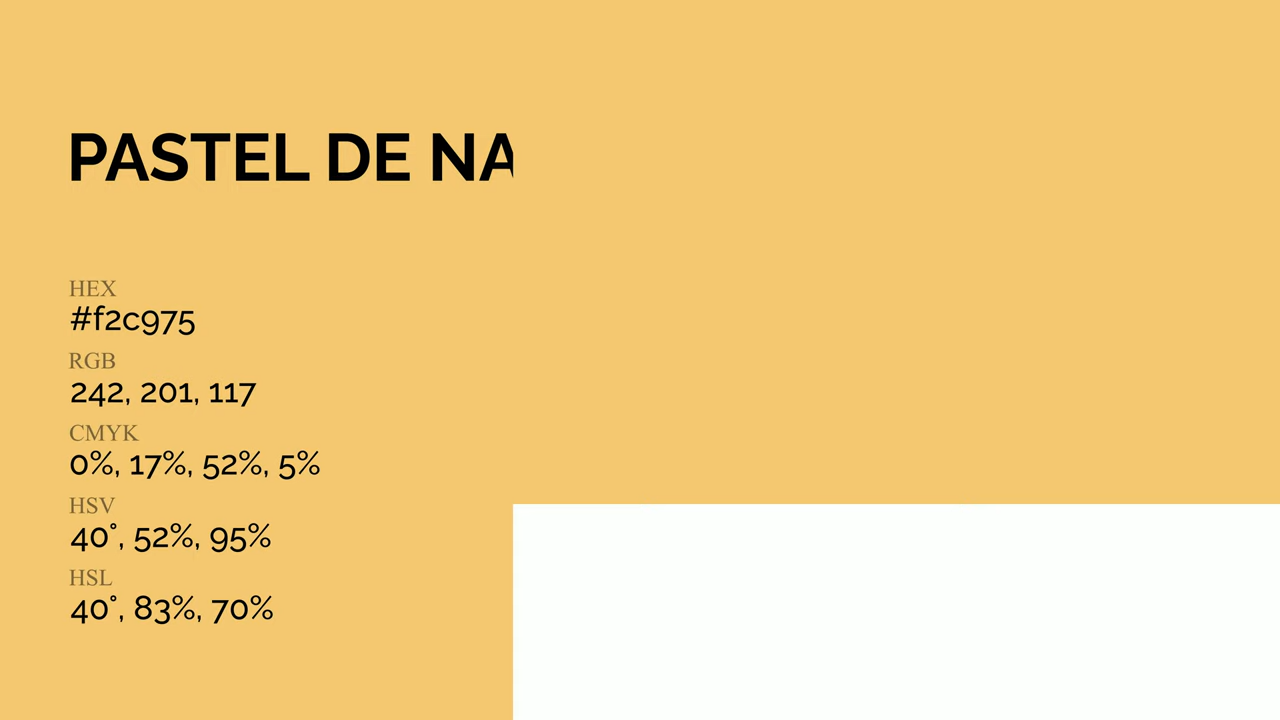 PASTEL DE NA
HEX
#f2c975
RGB
242, 201, 117
CMYK
0%, 17%, 52%, 5%
HSV
40°, 52%, 95%
HSL
40°, 83%, 70%